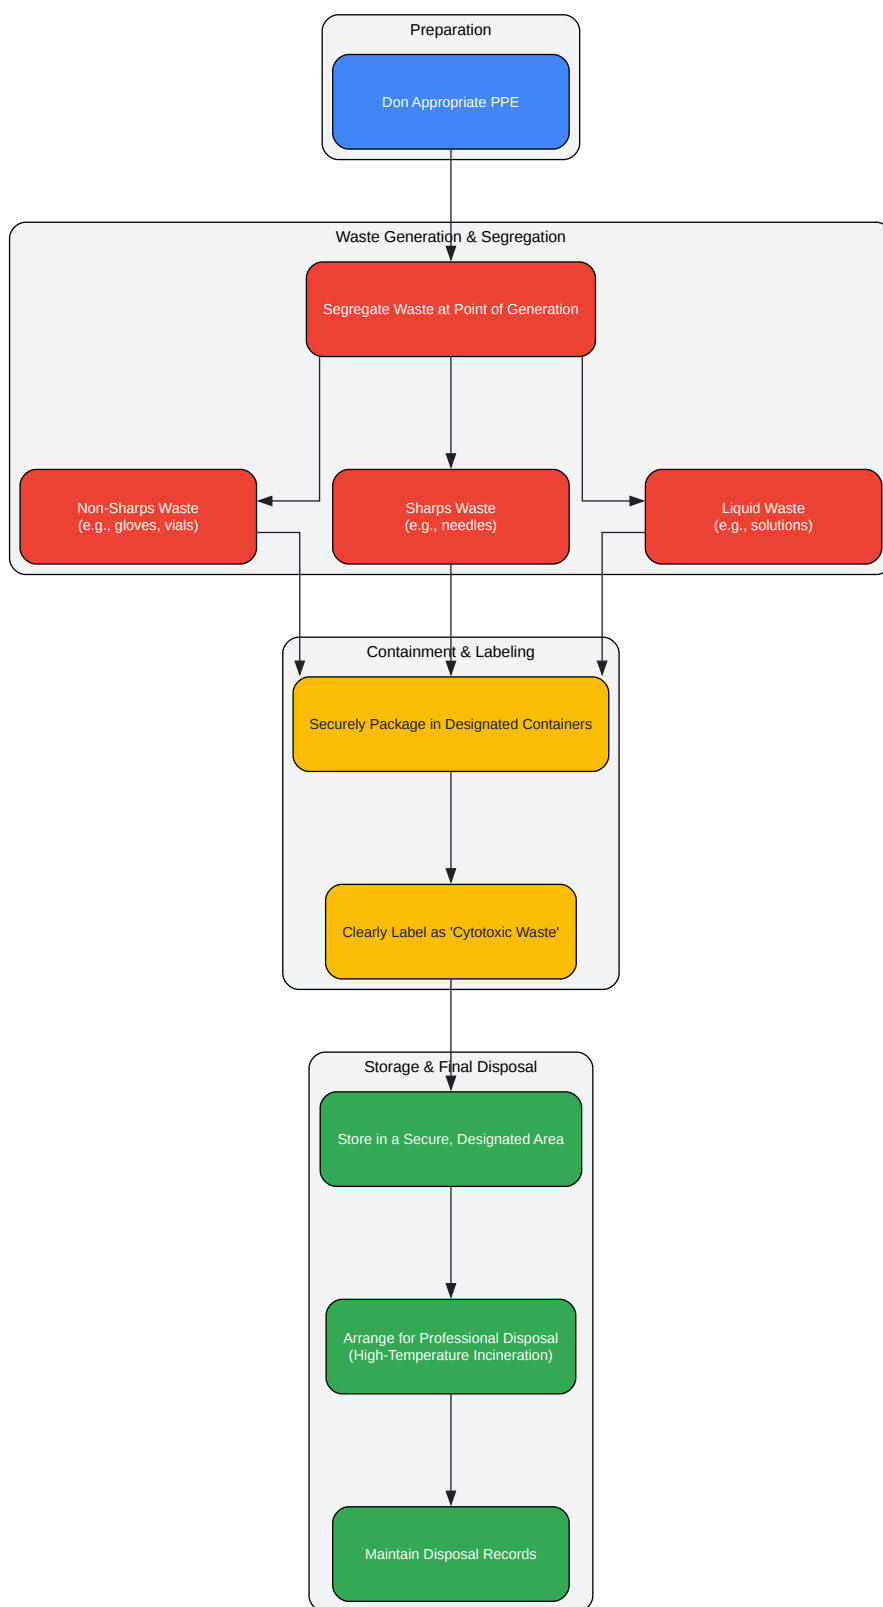 Preparation
Don Appropriate PPE
Waste Generation & Segregation
Segregate Waste at Point of Generation
Non-Sharps Waste
(e.g., gloves, vials)
Sharps Waste
(e.g., needles)
Liquid Waste
(e.g., solutions)
Containment & Labeling
Securely Package in Designated Containers
Clearly Label as 'Cytotoxic Waste'
Storage & Final Disposal
Store in a Secure, Designated Area
Arrange for Professional Disposal
(High-Temperature Incineration)
Maintain Disposal Records